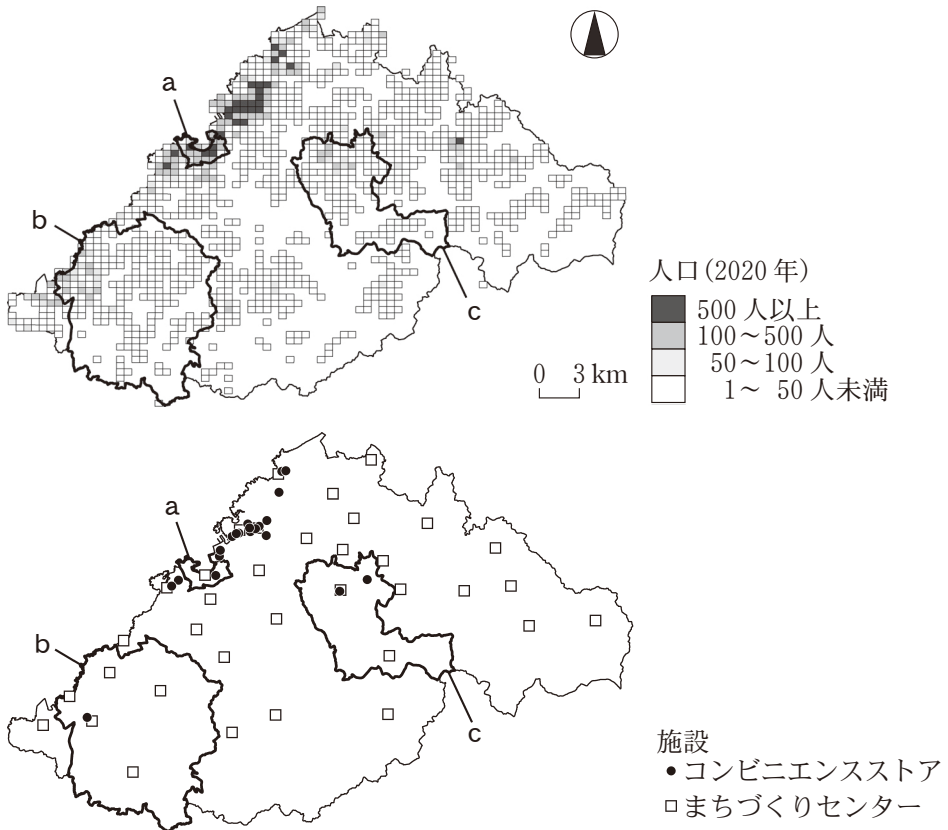 a
b
c
人口(2020年)
500人以上
100～500人
50～100人
1～ 50人未満
0 3 km
a
b
c
施設
●コンビニエンスストア
□まちづくりセンター